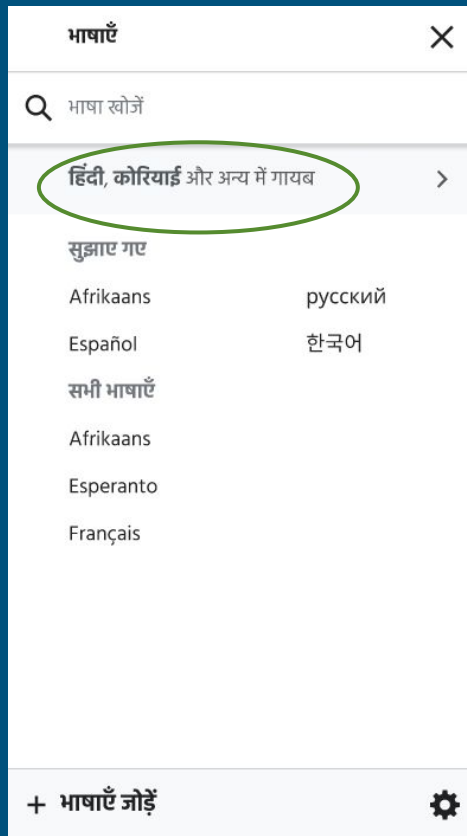 भाषाएँ
भाषा खोजें
हिंदी, कोरियाई और अन्य में गायब
सुझाए गए
Afrikaans русский
Español 한국어
सभी भाषाएँ
Afrikaans
Esperanto
Français
+ भाषाएँ जोड़ें